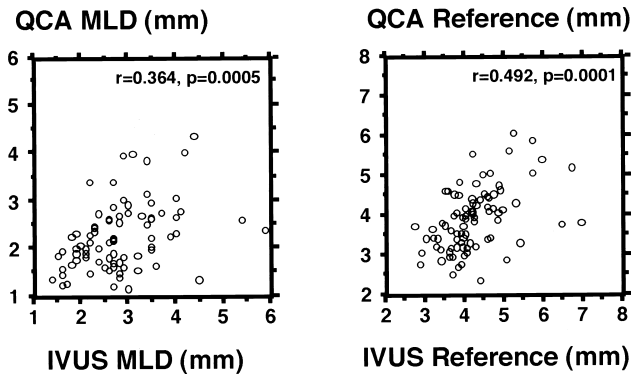 QCA MLD (mm)
r=0.364, p=0.0005
6
5
4
3
2
1
1 2 3 4 5 6
IVUS MLD (mm)
QCA Reference (mm)
r=0.492, p=0.0001
8
7
6
5
4
3
2
2 3 4 5 6 7 8
IVUS Reference (mm)